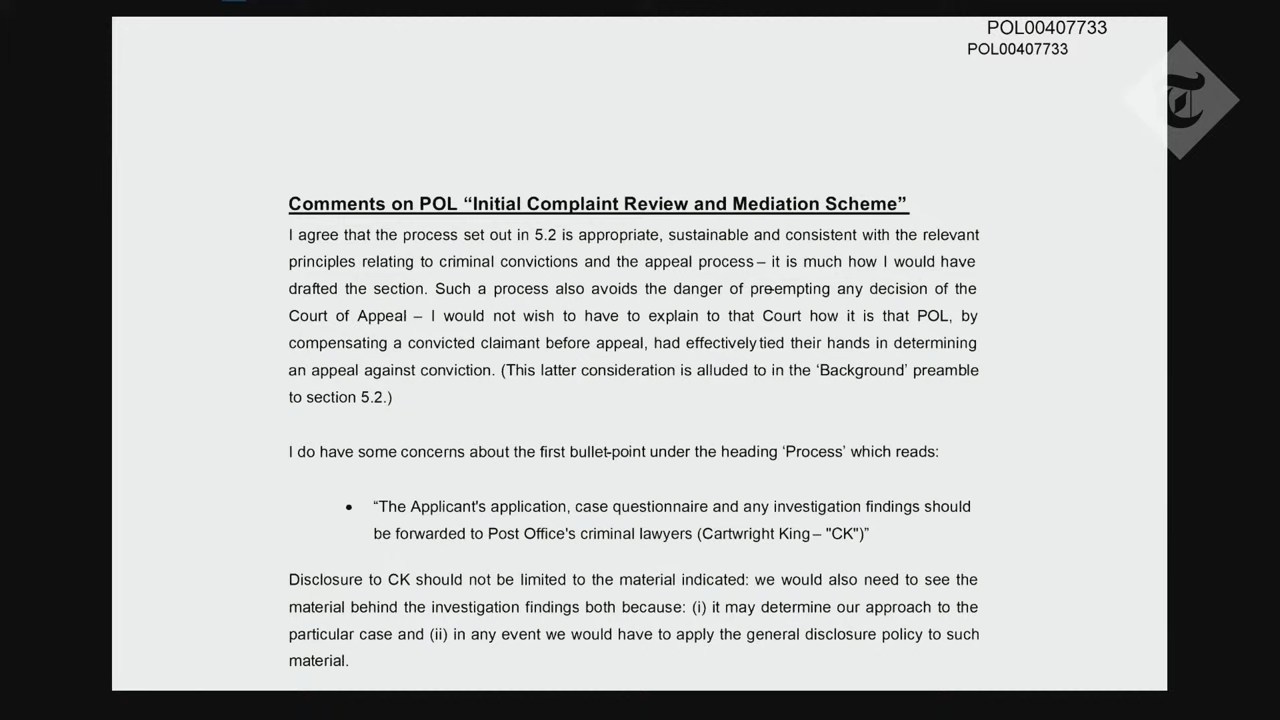 POL00407733
POL00407733
Comments on POL “Initial Complaint Review and Mediation Scheme”
I agree that the process set out in 5.2 is appropriate, sustainable and consistent with the relevant
principles relating to criminal convictions and the appeal process – it is much how I would have
drafted the section. Such a process also avoids the danger of pre-empting any decision of the
Court of Appeal – I would not wish to have to explain to that Court how it is that POL, by
compensating a convicted claimant before appeal, had effectively tied their hands in determining
an appeal against conviction. (This latter consideration is alluded to in the ‘Background’ preamble
to section 5.2.)
I do have some concerns about the first bullet-point under the heading ‘Process’ which reads:
• “The Applicant's application, case questionnaire and any investigation findings should
be forwarded to Post Office's criminal lawyers (Cartwright King – "CK")”
Disclosure to CK should not be limited to the material indicated: we would also need to see the
material behind the investigation findings both because: (i) it may determine our approach to the
particular case and (ii) in any event we would have to apply the general disclosure policy to such
material.
T